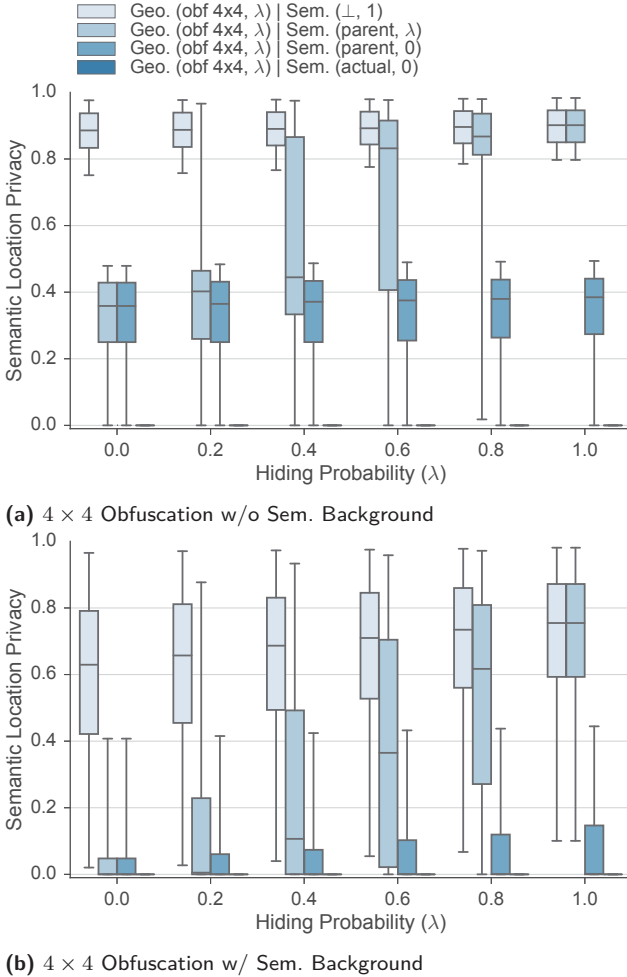 Geo. (obf 4x4, λ) | Sem. (⊥, 1)
Geo. (obf 4x4, λ) | Sem. (parent, λ)
Geo. (obf 4x4, λ) | Sem. (parent, 0)
Geo. (obf 4x4, λ) | Sem. (actual, 0)
Semantic Location Privacy
1.0
0.8
0.6
0.4
0.2
0.0
0.0 0.2 0.4 0.6 0.8 1.0
Hiding Probability (λ)
(a) 4 × 4 Obfuscation w/o Sem. Background
Semantic Location Privacy
1.0
0.8
0.6
0.4
0.2
0.0
0.0 0.2 0.4 0.6 0.8 1.0
Hiding Probability (λ)
(b) 4 × 4 Obfuscation w/ Sem. Background